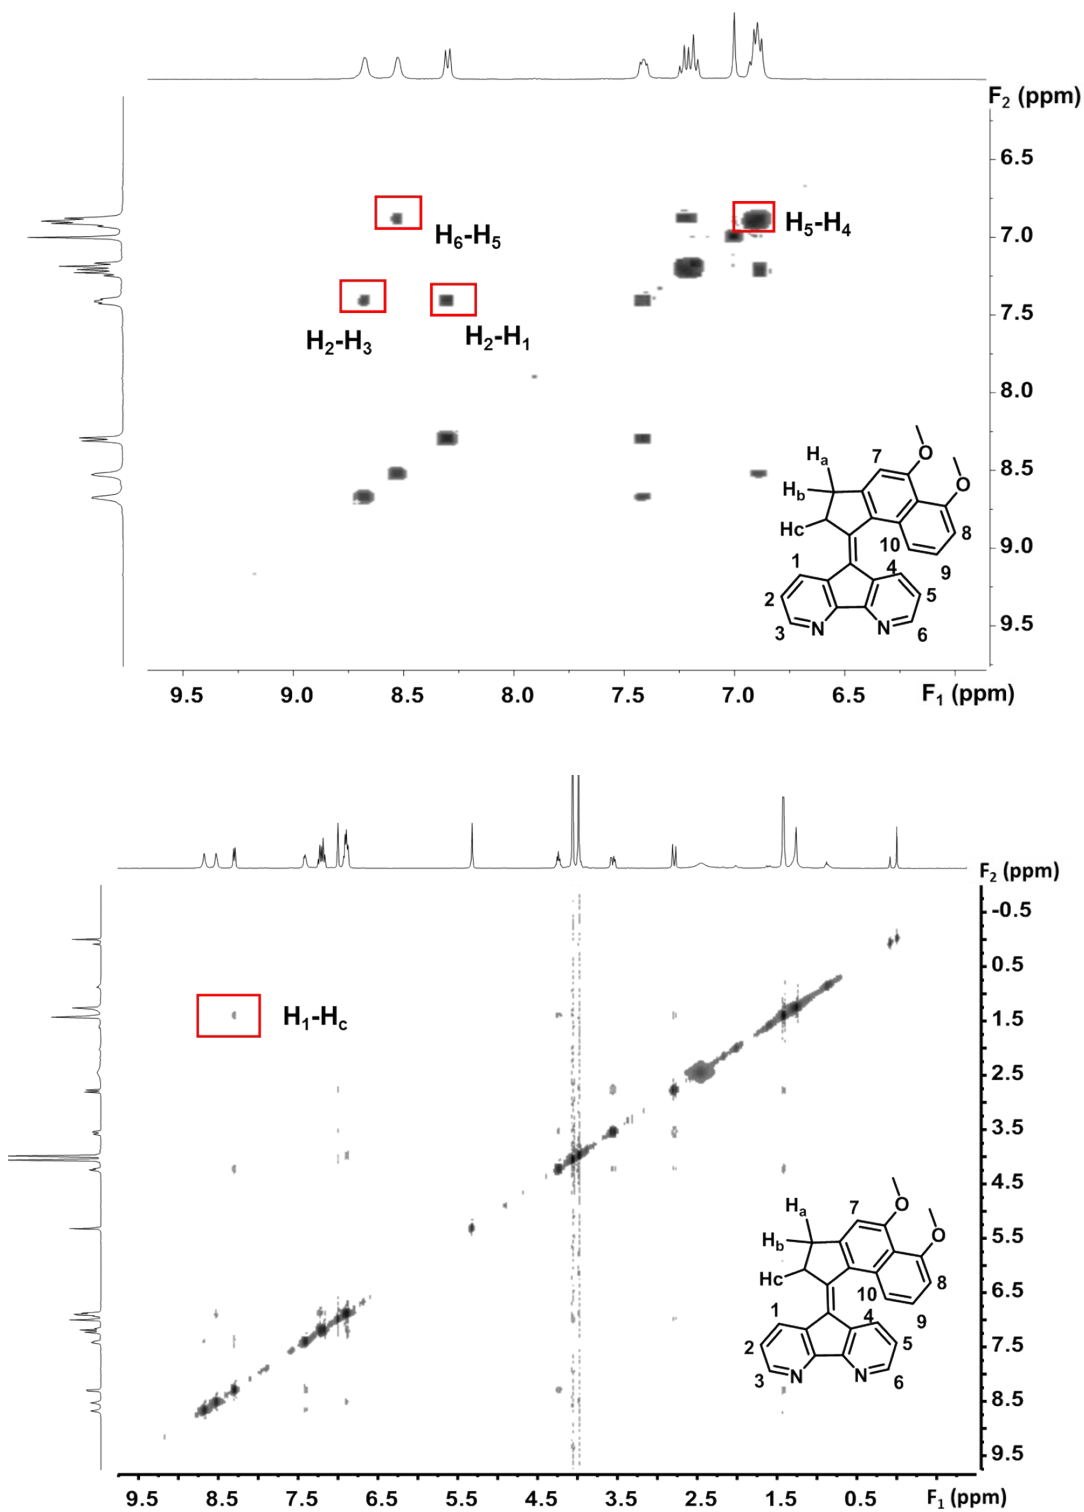 F2 (ppm)
6.5
7.0
7.5
8.0
8.5
9.0
9.5
H6-H5
H5-H4
H2-H3
H2-H1
Ha
7
O
O
Hb
Hc
10
8
9
1
4
2
5
3
N
N
6
9.5 9.0 8.5 8.0 7.5 7.0 6.5
F1 (ppm)
F2 (ppm)
-0.5
0.5
1.5
2.5
3.5
4.5
5.5
6.5
7.5
8.5
9.5
H1-Hc
Ha
7
O
O
Hb
Hc
10
8
9
1
4
2
5
3
N
N
6
9.5 8.5 7.5 6.5 5.5 4.5 3.5 2.5 1.5 0.5
F1 (ppm)